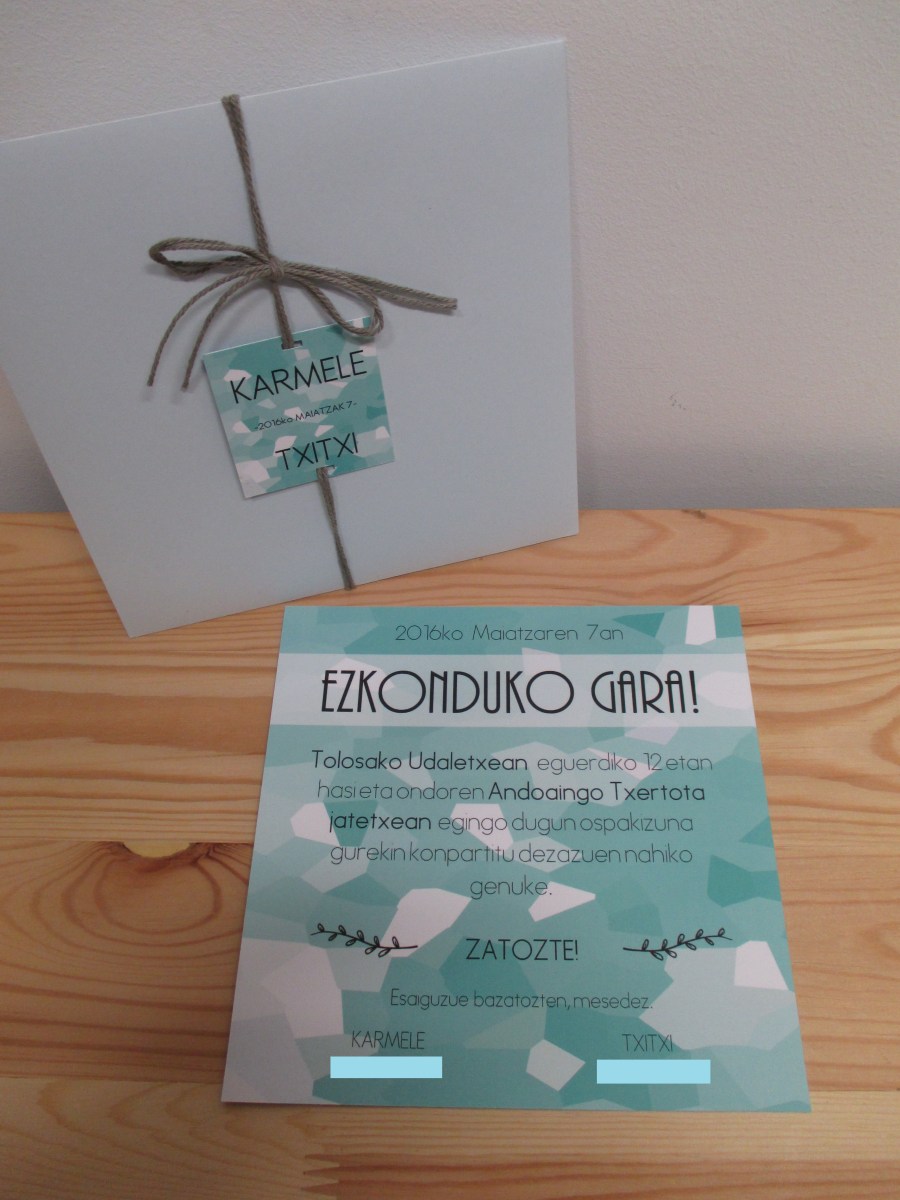 KARMELE
-2016ko MAIATZAK 7-
TXITXI
2016ko Maiatzaren 7an
EZKONDUKO GARA!
Tolosako Udaletxean eguerdiko 12etan
hasi eta ondoren Andoaingo Txertota
jatetxean egingo dugun ospakizuna
gurekin konpartitu dezazuen nahiko
genuke.
ZATOZTE!
Esaiguzue bazatozten, mesedez.
KARMELE TXITXI